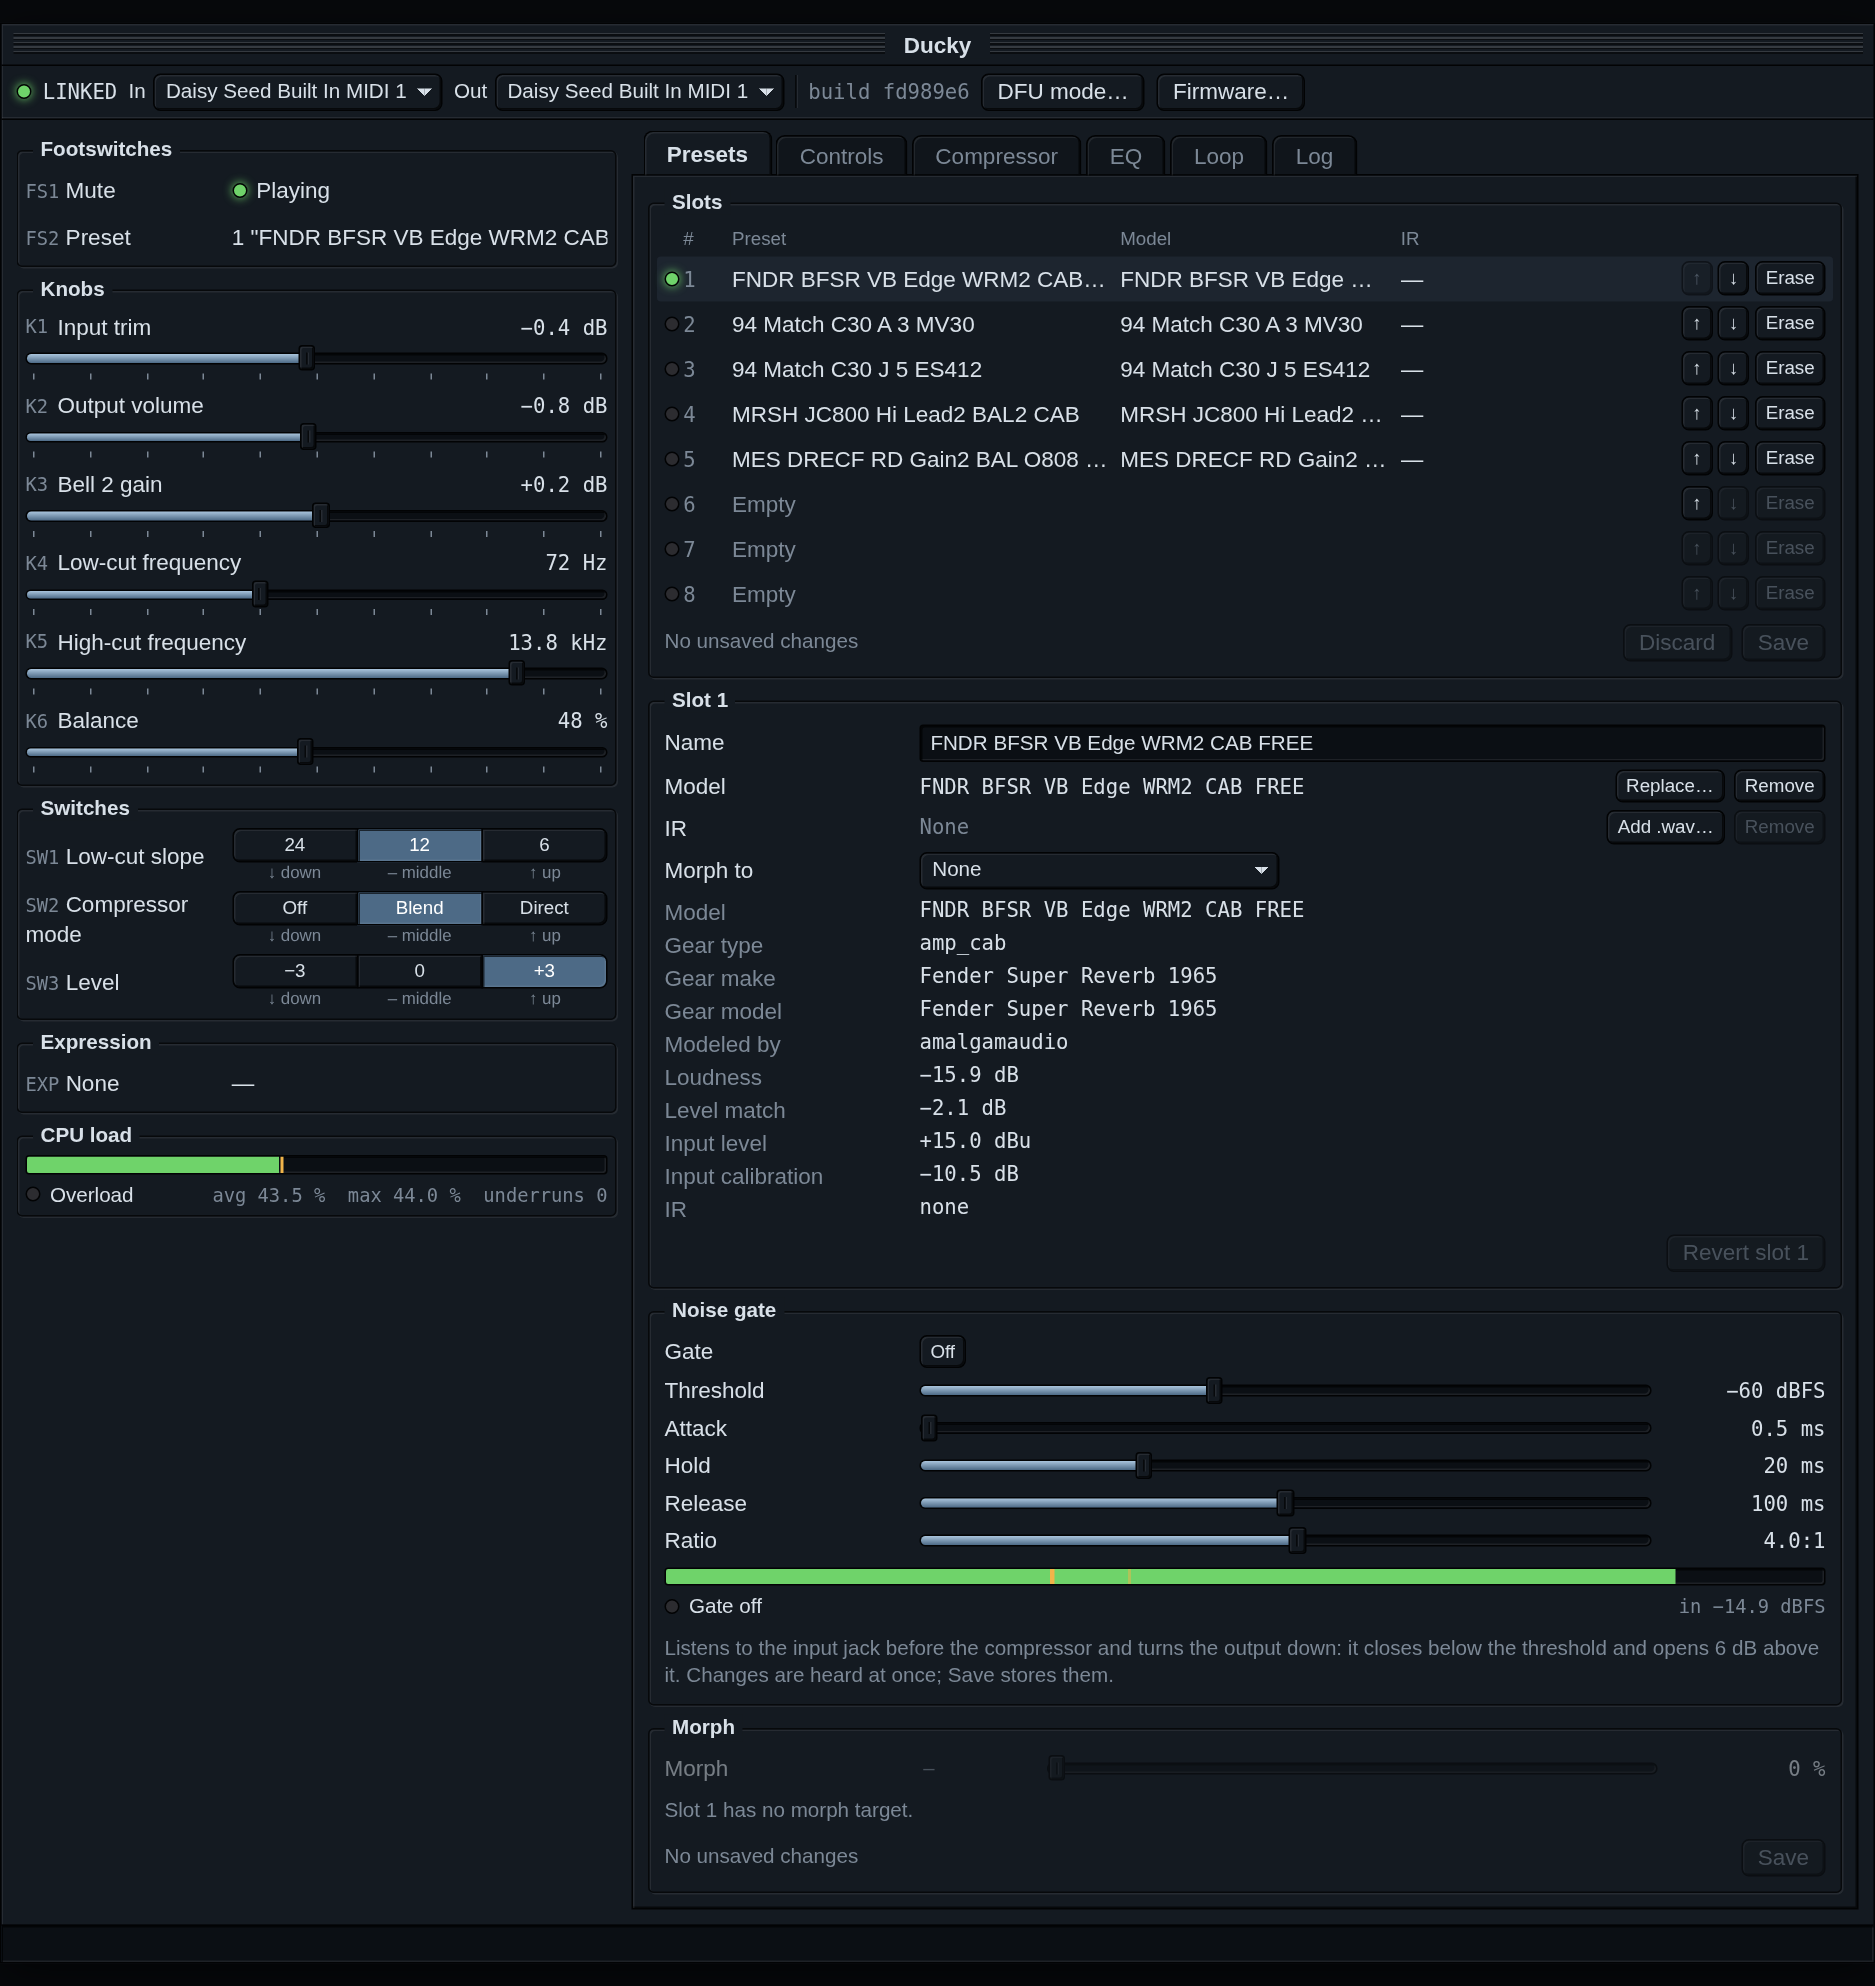 Ducky
LINKED In Daisy Seed Built In MIDI 1 Out Daisy Seed Built In MIDI 1 build fd989e6 DFU mode… Firmware…
Footswitches
FS1 Mute Playing
FS2 Preset 1 "FNDR BFSR VB Edge WRM2 CAB
Knobs
K1 Input trim −0.4 dB
K2 Output volume −0.8 dB
K3 Bell 2 gain +0.2 dB
K4 Low-cut frequency 72 Hz
K5 High-cut frequency 13.8 kHz
K6 Balance 48 %
Switches
SW1 Low-cut slope 24 12 6
↓ down – middle ↑ up
SW2 Compressor mode Off Blend Direct
↓ down – middle ↑ up
SW3 Level −3 0 +3
↓ down – middle ↑ up
Expression
EXP None —
CPU load
Overload avg 43.5 % max 44.0 % underruns 0
Presets Controls Compressor EQ Loop Log
Slots
# Preset Model IR
1 FNDR BFSR VB Edge WRM2 CAB… FNDR BFSR VB Edge … — ↑ ↓ Erase
2 94 Match C30 A 3 MV30 94 Match C30 A 3 MV30 — ↑ ↓ Erase
3 94 Match C30 J 5 ES412 94 Match C30 J 5 ES412 — ↑ ↓ Erase
4 MRSH JC800 Hi Lead2 BAL2 CAB MRSH JC800 Hi Lead2 … — ↑ ↓ Erase
5 MES DRECF RD Gain2 BAL O808 … MES DRECF RD Gain2 … — ↑ ↓ Erase
6 Empty ↑ ↓ Erase
7 Empty ↑ ↓ Erase
8 Empty ↑ ↓ Erase
No unsaved changes Discard Save
Slot 1
Name FNDR BFSR VB Edge WRM2 CAB FREE
Model FNDR BFSR VB Edge WRM2 CAB FREE Replace… Remove
IR None Add .wav… Remove
Morph to None
Model FNDR BFSR VB Edge WRM2 CAB FREE
Gear type amp_cab
Gear make Fender Super Reverb 1965
Gear model Fender Super Reverb 1965
Modeled by amalgamaudio
Loudness −15.9 dB
Level match −2.1 dB
Input level +15.0 dBu
Input calibration −10.5 dB
IR none
Revert slot 1
Noise gate
Gate Off
Threshold −60 dBFS
Attack 0.5 ms
Hold 20 ms
Release 100 ms
Ratio 4.0:1
Gate off in −14.9 dBFS
Listens to the input jack before the compressor and turns the output down: it closes below the threshold and opens 6 dB above
it. Changes are heard at once; Save stores them.
Morph
Morph – 0 %
Slot 1 has no morph target.
No unsaved changes Save